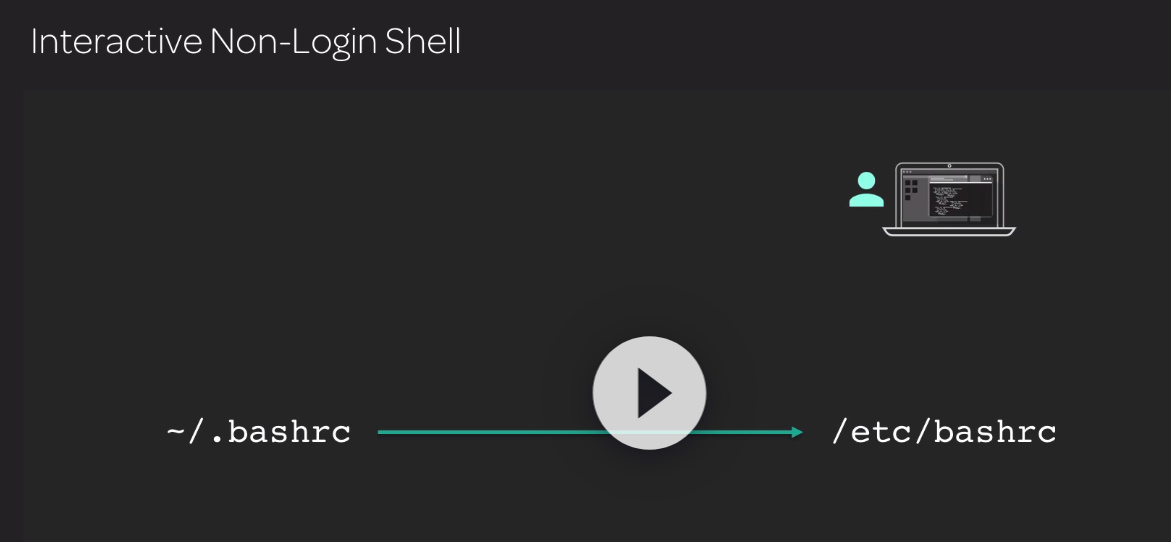 Interactive Non-Login Shell
~/.bashrc
/etc/bashrc